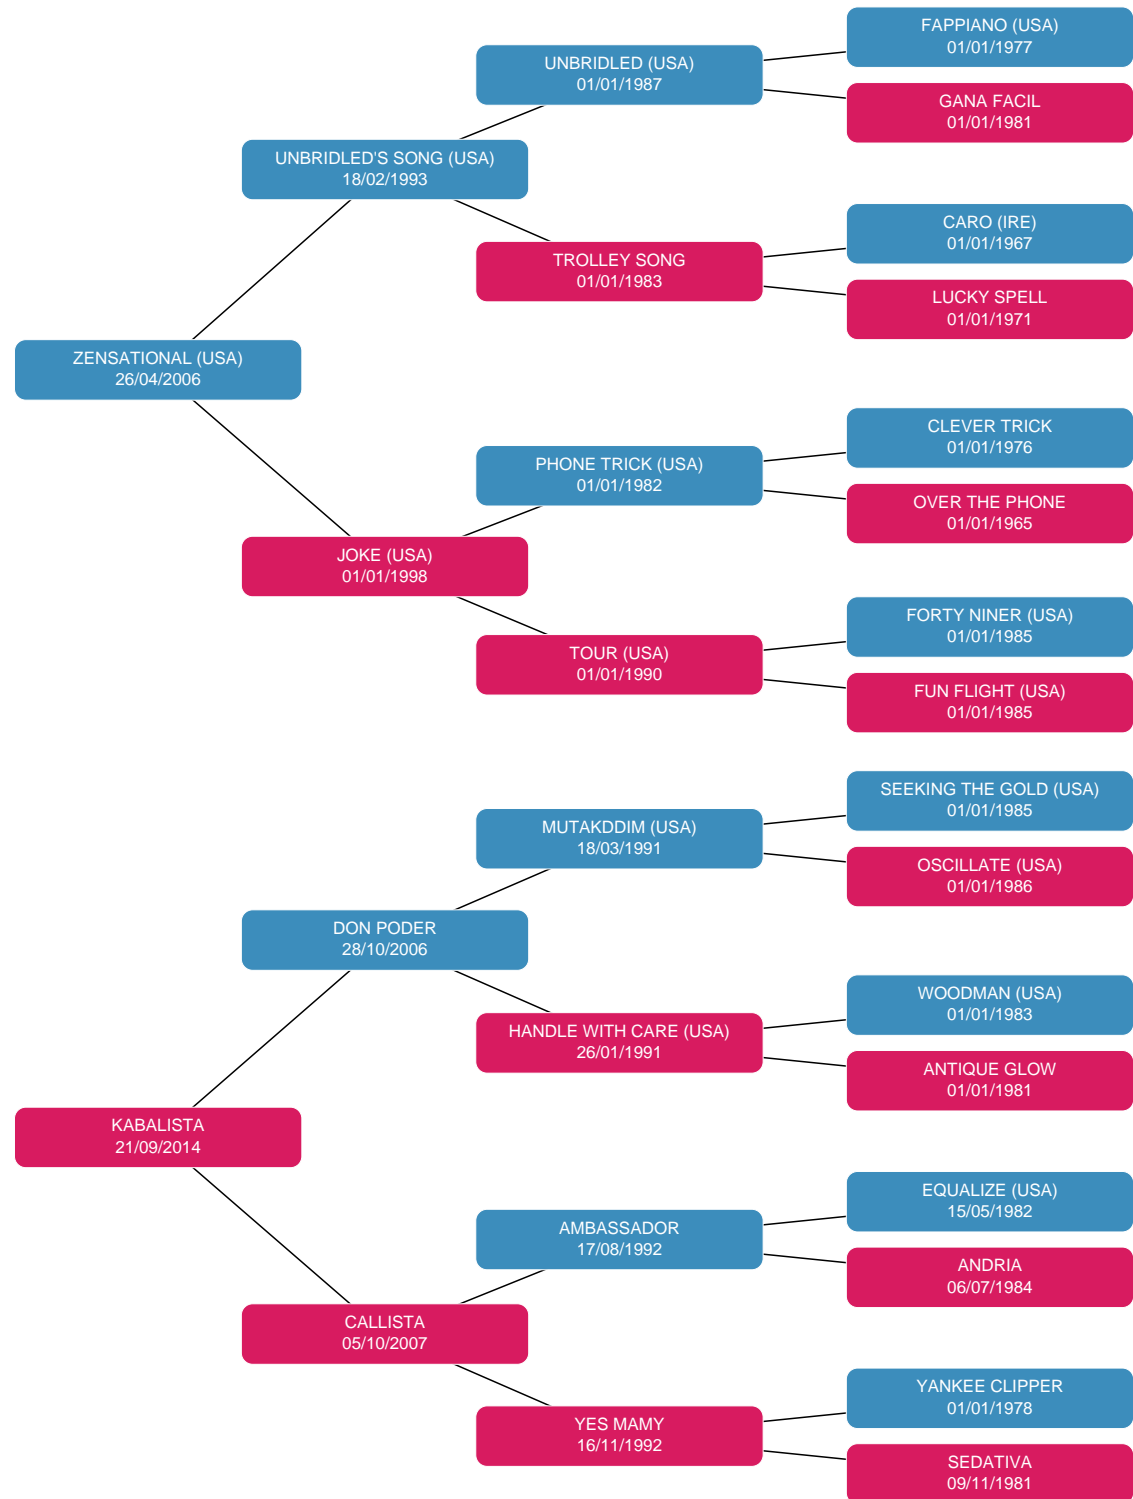 FAPPIANO (USA)
01/01/1977
UNBRIDLED (USA)
01/01/1987
GANA FACIL
01/01/1981
UNBRIDLED'S SONG (USA)
18/02/1993
CARO (IRE)
01/01/1967
TROLLEY SONG
01/01/1983
LUCKY SPELL
01/01/1971
ZENSATIONAL (USA)
26/04/2006
CLEVER TRICK
01/01/1976
PHONE TRICK (USA)
01/01/1982
OVER THE PHONE
01/01/1965
JOKE (USA)
01/01/1998
FORTY NINER (USA)
01/01/1985
TOUR (USA)
01/01/1990
FUN FLIGHT (USA)
01/01/1985
SEEKING THE GOLD (USA)
01/01/1985
MUTAKDDIM (USA)
18/03/1991
OSCILLATE (USA)
01/01/1986
DON PODER
28/10/2006
WOODMAN (USA)
01/01/1983
HANDLE WITH CARE (USA)
26/01/1991
ANTIQUE GLOW
01/01/1981
KABALISTA
21/09/2014
EQUALIZE (USA)
15/05/1982
AMBASSADOR
17/08/1992
ANDRIA
06/07/1984
CALLISTA
05/10/2007
YANKEE CLIPPER
01/01/1978
YES MAMY
16/11/1992
SEDATIVA
09/11/1981